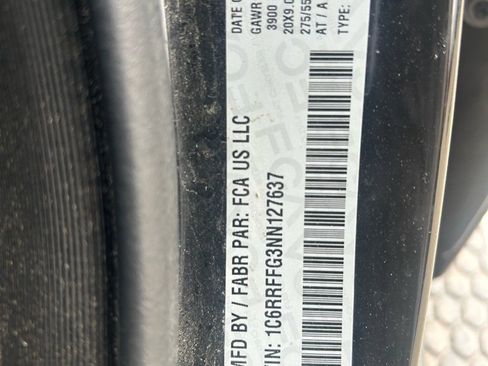 MFD BY / FABR PAR: FCA US LLC
VIN: 1C6RRFFG3NN127637
DATE O
GAWR
3900
20X9.0
275/55
AT / A
TYPE: